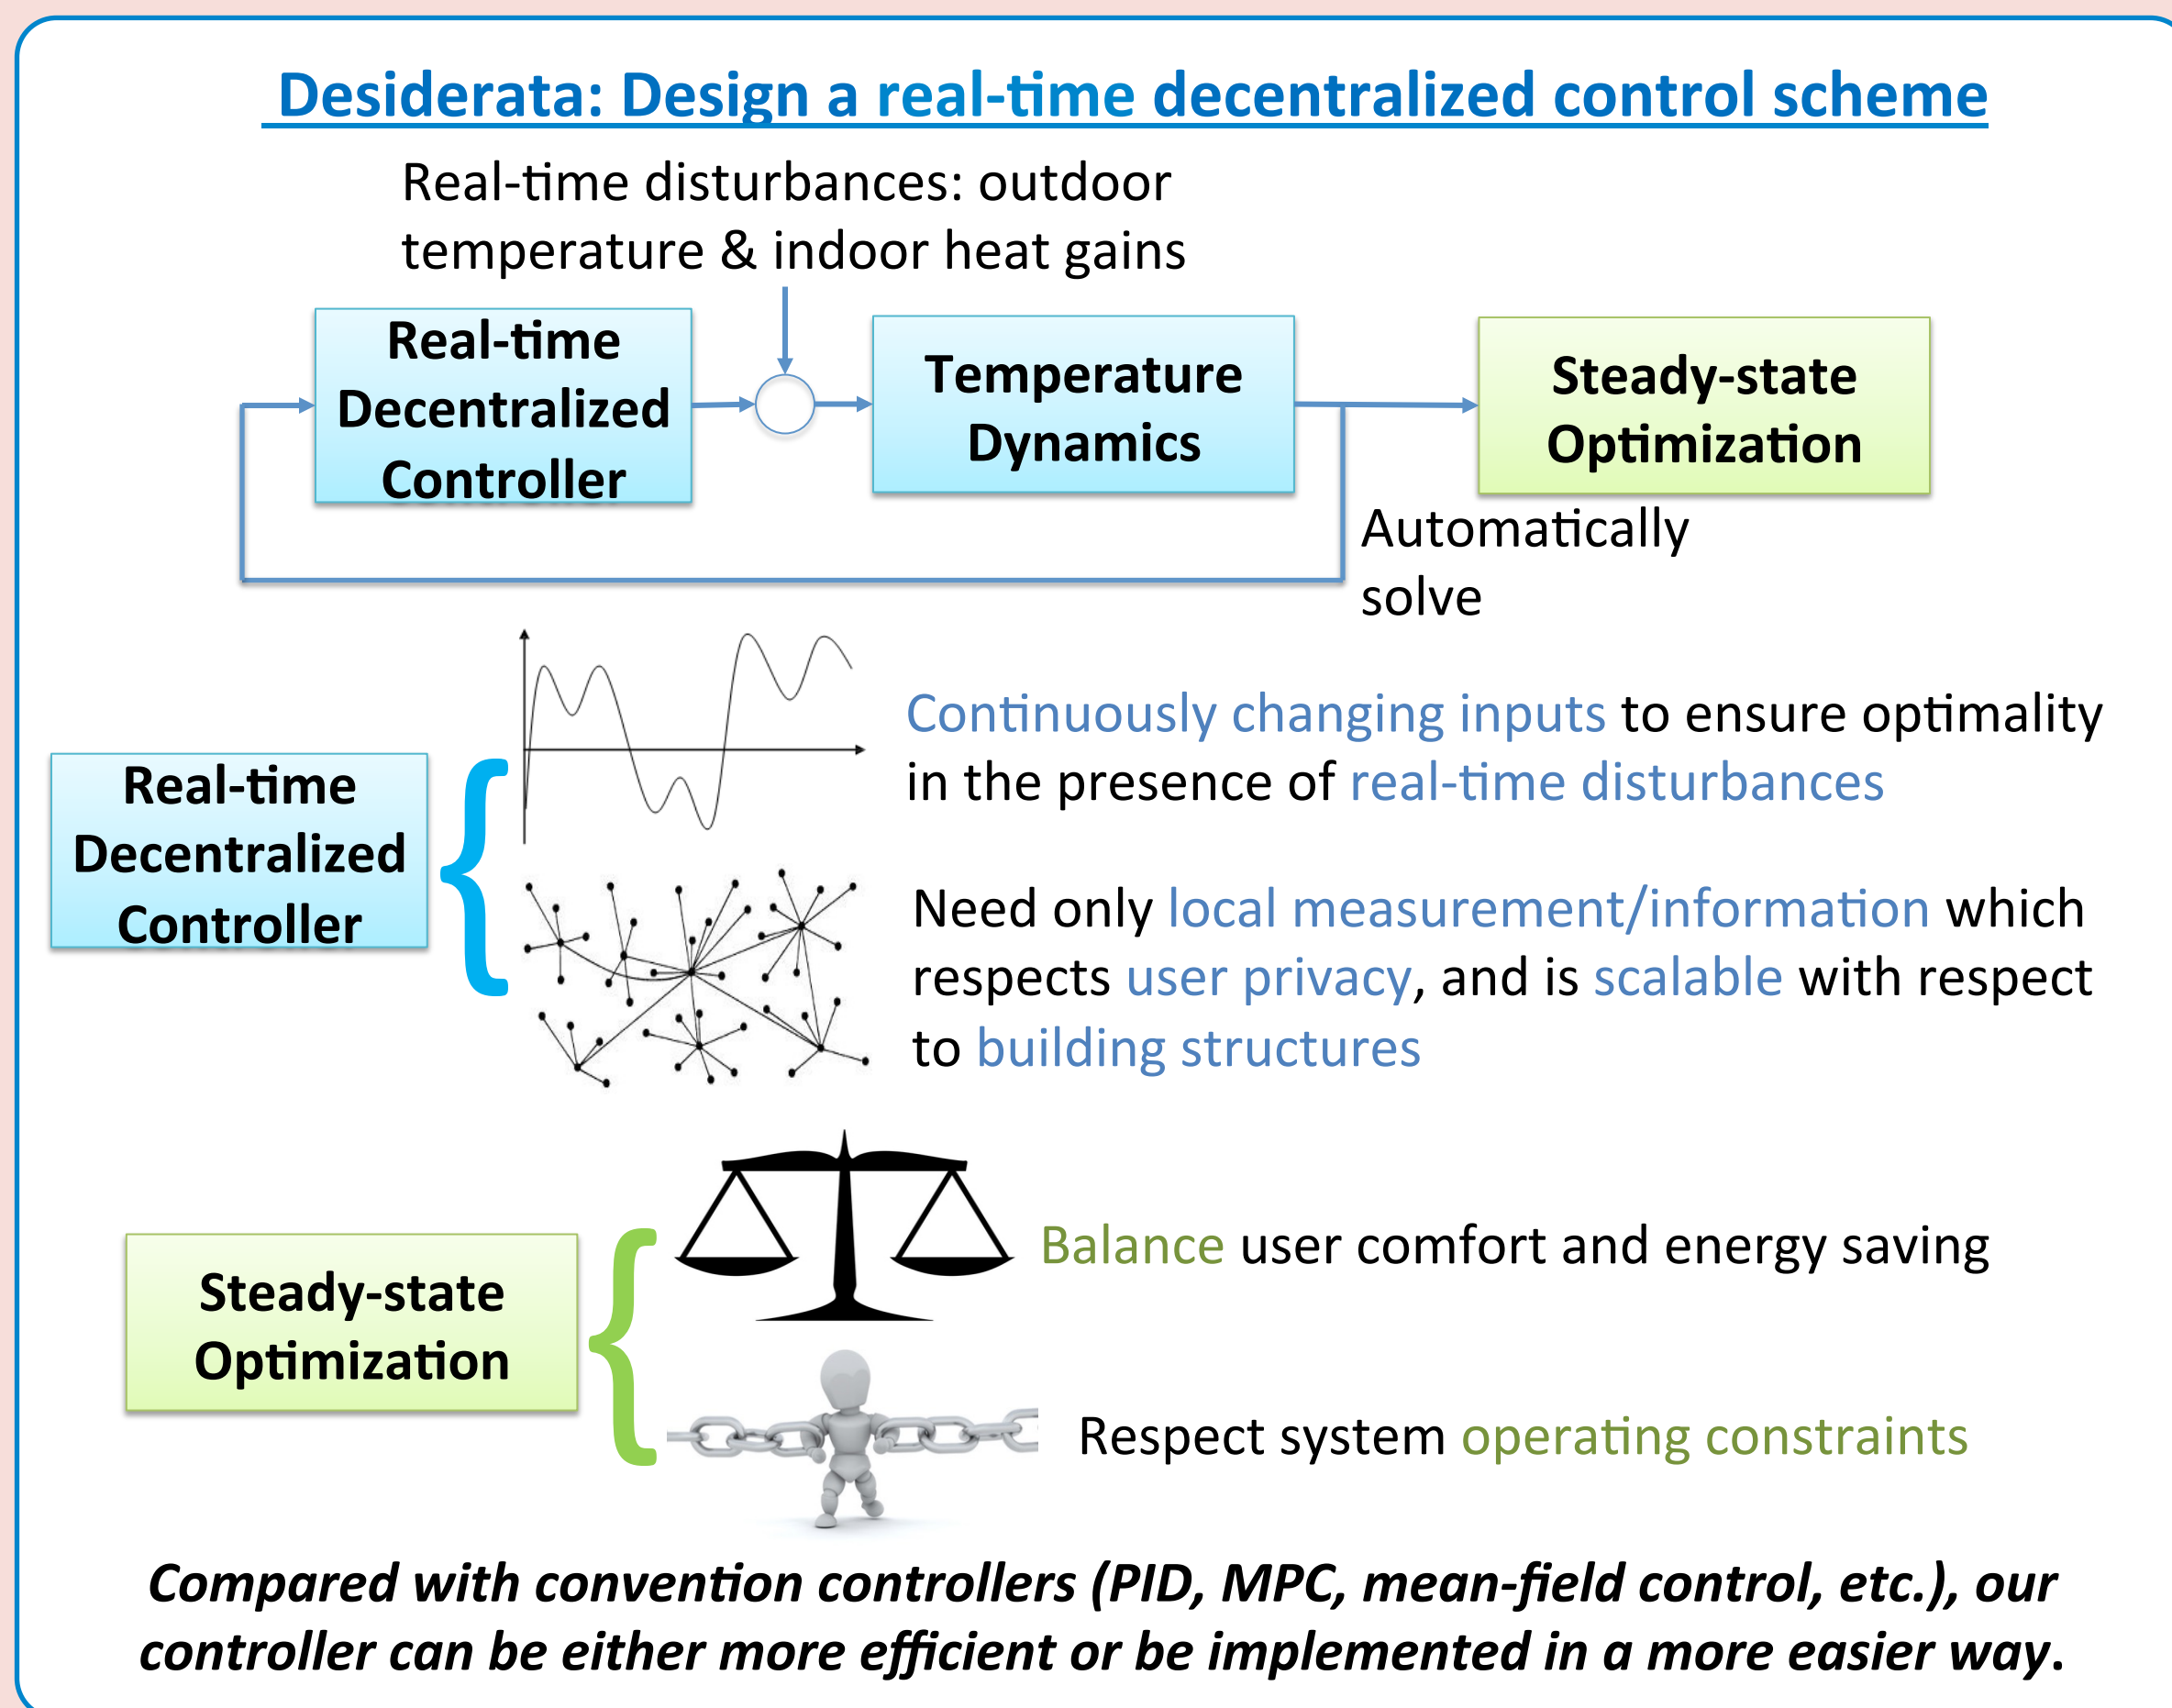 Desiderata: Design a real-time decentralized control scheme
Real-time disturbances: outdoor
temperature & indoor heat gains
Real-time
Decentralized
Controller
Temperature
Dynamics
Steady-state
Optimization
Automatically
solve
Real-time
Decentralized
Controller
Continuously changing inputs to ensure optimality
in the presence of real-time disturbances
Need only local measurement/information which
respects user privacy, and is scalable with respect
to building structures
Steady-state
Optimization
Balance user comfort and energy saving
Respect system operating constraints
Compared with convention controllers (PID, MPC, mean-field control, etc.), our
controller can be either more efficient or be implemented in a more easier way.